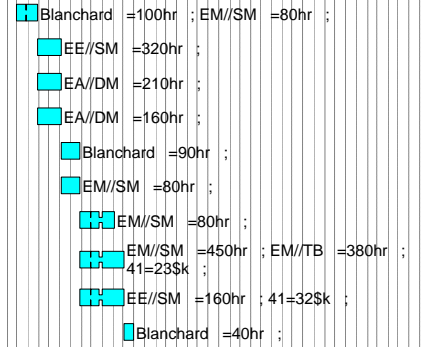 Blanchard =100hr ; EM//SM =80hr ;
EE//SM =320hr ;
EA//DM =210hr ;
EA//DM =160hr ;
Blanchard =90hr ;
EM//SM =80hr ;
EM//SM =80hr ;
EM//SM =450hr ; EM//TB =380hr ;
41=23$k ;
EE//SM =160hr ; 41=32$k ;
Blanchard =40hr ;